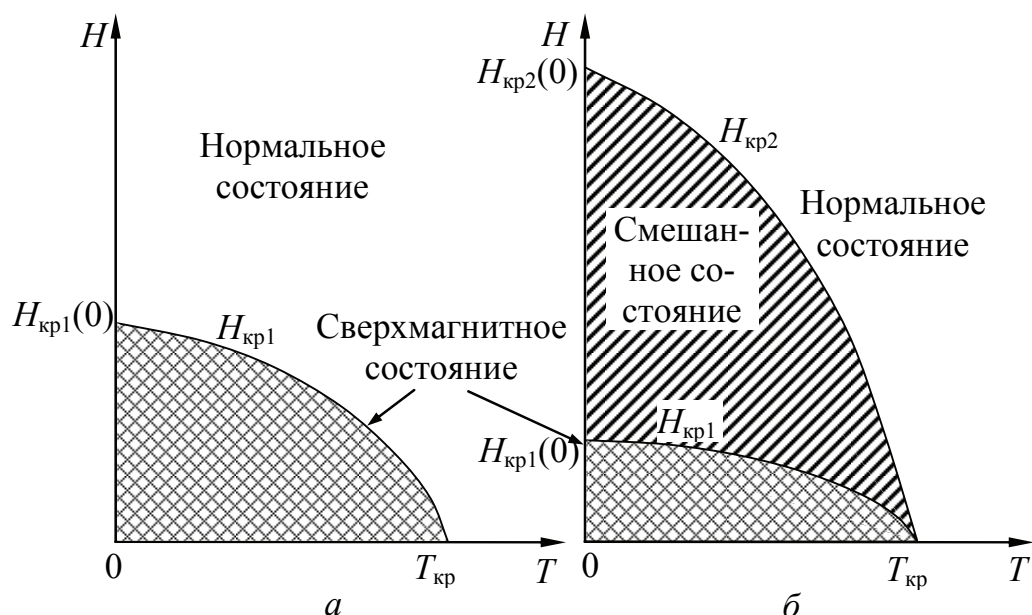 H
H
Hкр2(0)
Hкр2
Нормальное
состояние
Нормальное
состояние
Смешан-
ное со-
стояние
Hкр1(0)
Hкр1
Сверхмагнитное
состояние
Hкр1
Hкр1(0)
0
Tкр
T
0
Tкр
T
а
б